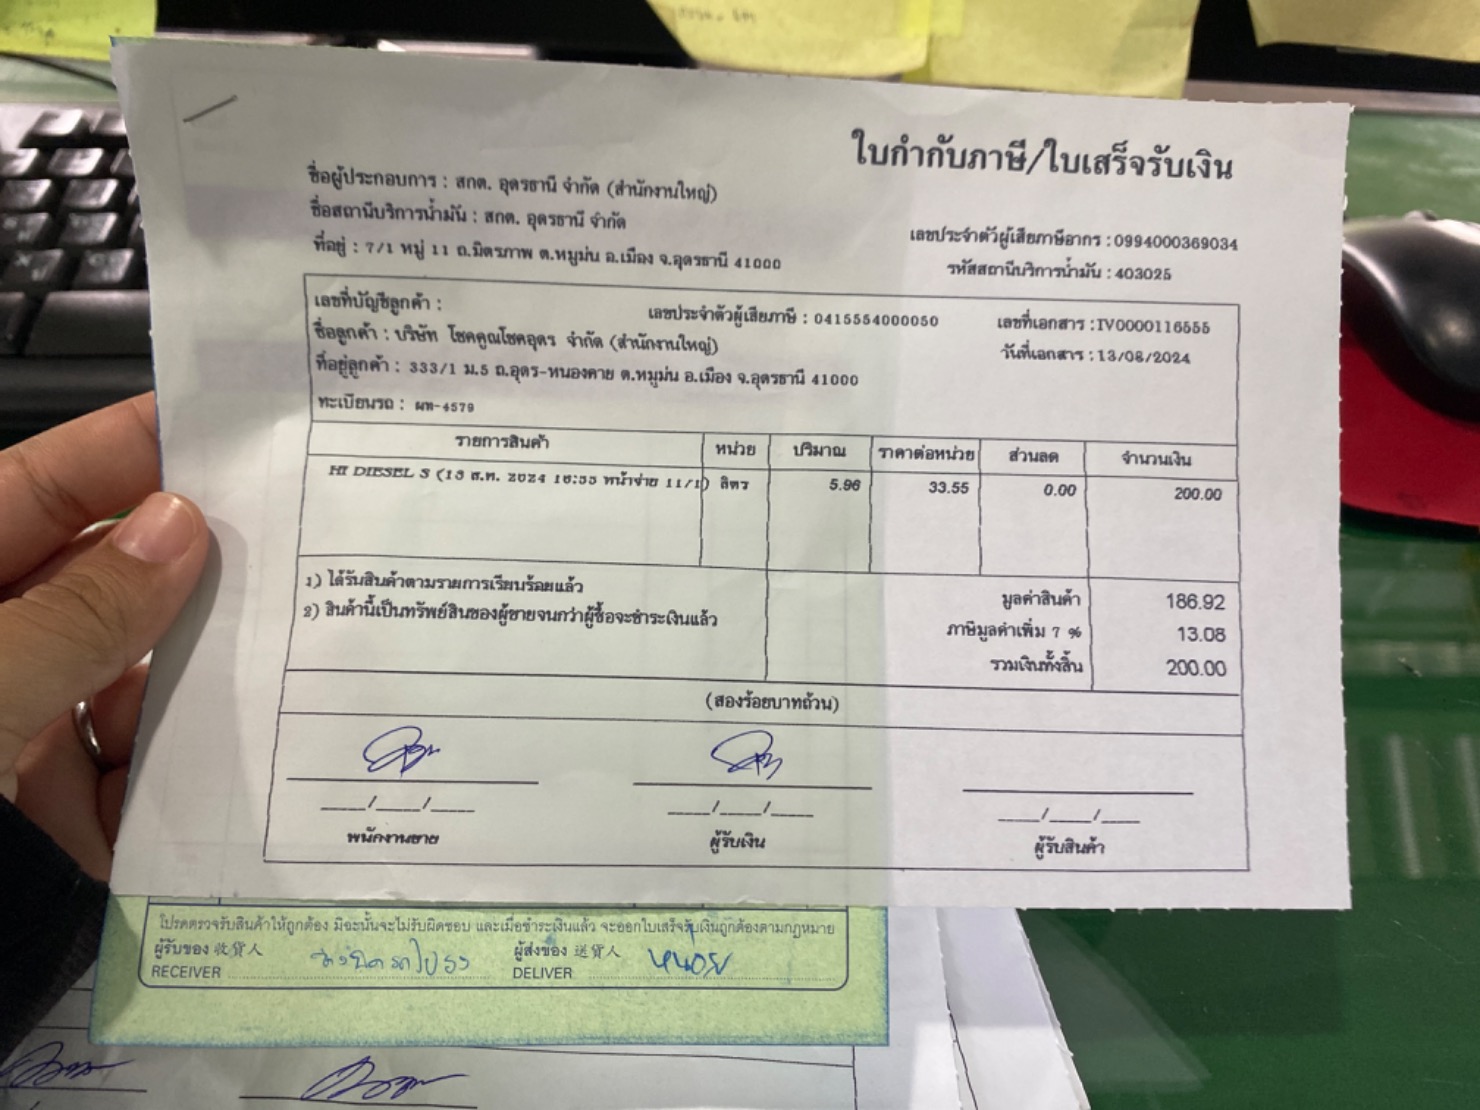 ใบกำกับภาษี/ใบเสร็จรับเงิน
ชื่อผู้ประกอบการ : สกต. อุดรธานี จำกัด (สำนักงานใหญ่)
ชื่อสถานีบริการน้ำมัน : สกต. อุดรธานี จำกัด
ที่อยู่ : 7/1 หมู่ 11 ถ.มิตรภาพ ต.หมูม่น อ.เมือง จ.อุดรธานี 41000
เลขประจำตัวผู้เสียภาษีอากร : 0994000369034
รหัสสถานีบริการน้ำมัน : 403025
เลขที่บัญชีลูกค้า : เลขประจำตัวผู้เสียภาษี : 0415554000050 เลขที่เอกสาร : IV0000116555
ชื่อลูกค้า : บริษัท โชคคูณโชคอุดร จำกัด (สำนักงานใหญ่) วันที่เอกสาร : 13/08/2024
ที่อยู่ลูกค้า : 333/1 ม.5 ถ.อุดร-หนองคาย ต.หมูม่น อ.เมือง จ.อุดรธานี 41000
ทะเบียนรถ : ผท-4579
รายการสินค้า หน่วย ปริมาณ ราคาต่อหน่วย ส่วนลด จำนวนเงิน
HI DIESEL S (13 ส.ค. 2024 16:55 หน้าจ่าย 11/1) ลิตร 5.96 33.55 0.00 200.00
1) ได้รับสินค้าตามรายการเรียบร้อยแล้ว
2) สินค้านี้เป็นทรัพย์สินของผู้ขายจนกว่าผู้ซื้อจะชำระเงินแล้ว
มูลค่าสินค้า 186.92
ภาษีมูลค่าเพิ่ม 7 % 13.08
รวมเงินทั้งสิ้น 200.00
(สองร้อยบาทถ้วน)
____/____/____ ____/____/____ ____/____/____
พนักงานขาย ผู้รับเงิน ผู้รับสินค้า
โปรดตรวจรับสินค้าให้ถูกต้อง มิฉะนั้นจะไม่รับผิดชอบ และเมื่อชำระเงินแล้ว จะออกใบเสร็จรับเงินถูกต้องตามกฎหมาย
ผู้รับของ 收貨人 ผู้ส่งของ 送貨人 หน่อย
RECEIVER DELIVER